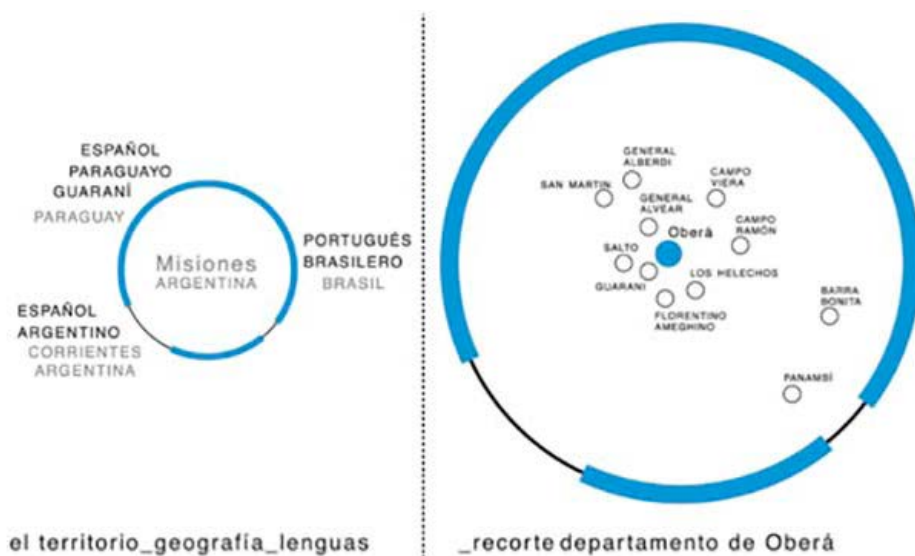 ESPAÑOL
PARAGUAYO
GUARANÍ
PARAGUAY
Misiones
ARGENTINA
PORTUGUÉS
BRASILERO
BRASIL
ESPAÑOL
ARGENTINO
CORRIENTES
ARGENTINA
el territorio_geografía_lenguas
GENERAL
ALBERDI
SAN MARTIN
CAMPO
VIERA
GENERAL
ALVEAR
Oberá
CAMPO
RAMÓN
SALTO
GUARANI
LOS HELECHOS
FLORENTINO
AMEGHINO
BARRA
BONITA
PANAMBÍ
_recorte departamento de Oberá